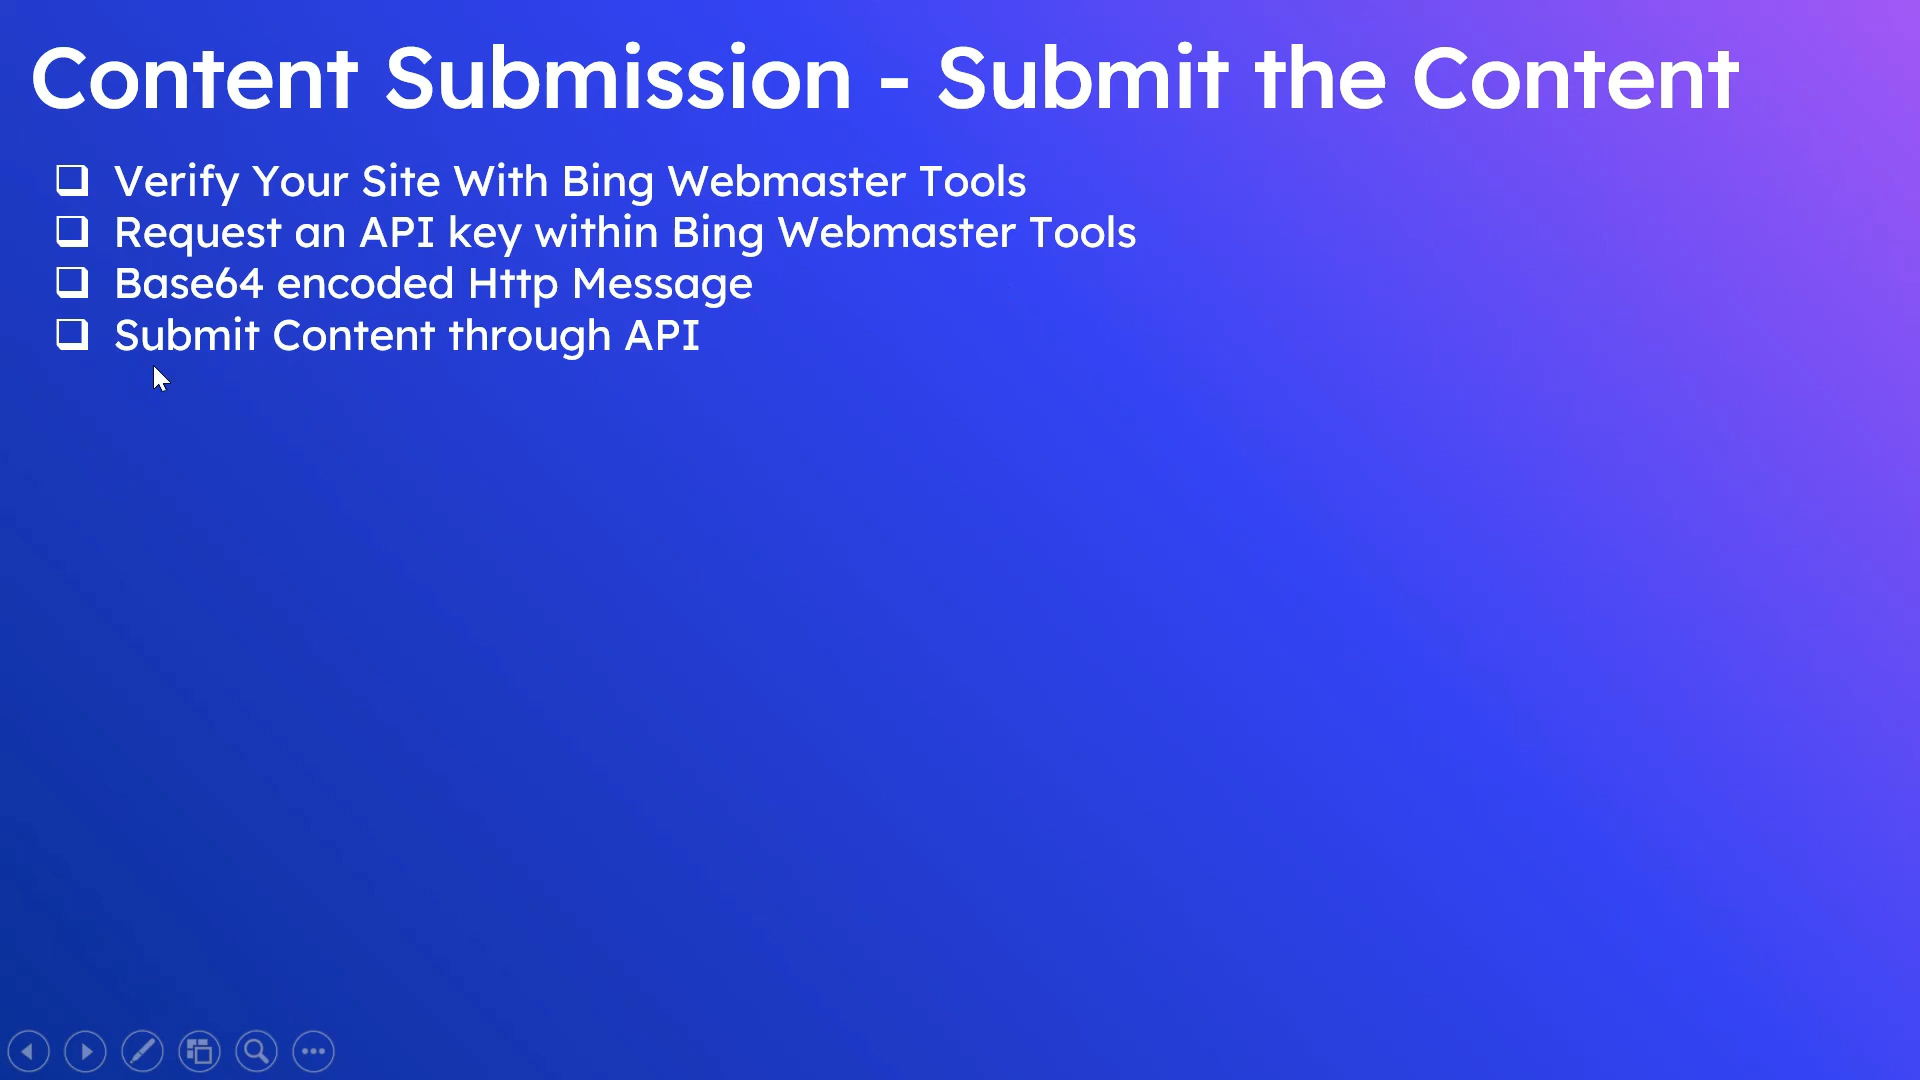 Content Submission - Submit the Content
❑ Verify Your Site With Bing Webmaster Tools
❑ Request an API key within Bing Webmaster Tools
❑ Base64 encoded Http Message
❑ Submit Content through API